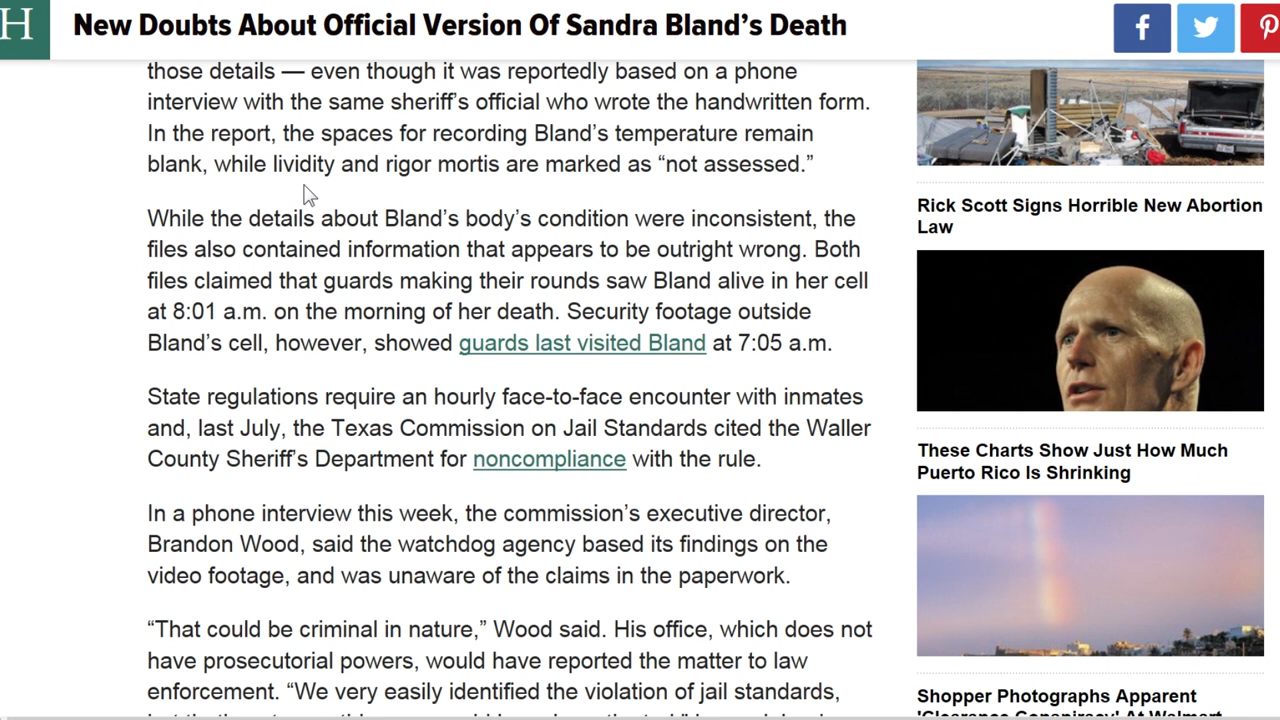 H
New Doubts About Official Version Of Sandra Bland's Death
f
those details — even though it was reportedly based on a phone
interview with the same sheriff's official who wrote the handwritten form.
In the report, the spaces for recording Bland's temperature remain
blank, while lividity and rigor mortis are marked as “not assessed.”
While the details about Bland's body's condition were inconsistent, the
files also contained information that appears to be outright wrong. Both
files claimed that guards making their rounds saw Bland alive in her cell
at 8:01 a.m. on the morning of her death. Security footage outside
Bland's cell, however, showed guards last visited Bland at 7:05 a.m.
State regulations require an hourly face-to-face encounter with inmates
and, last July, the Texas Commission on Jail Standards cited the Waller
County Sheriff's Department for noncompliance with the rule.
In a phone interview this week, the commission's executive director,
Brandon Wood, said the watchdog agency based its findings on the
video footage, and was unaware of the claims in the paperwork.
“That could be criminal in nature,” Wood said. His office, which does not
have prosecutorial powers, would have reported the matter to law
enforcement. “We very easily identified the violation of jail standards,
Rick Scott Signs Horrible New Abortion
Law
These Charts Show Just How Much
Puerto Rico Is Shrinking
Shopper Photographs Apparent
'Clearance Conspiracy' At Walmart